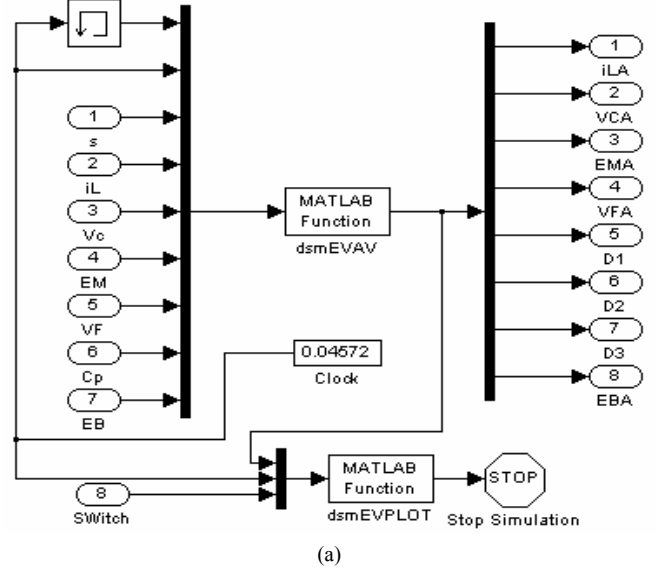 1
s
2
iL
3
Vc
4
EM
5
VF
6
Cp
7
EB
8
SWitch
MATLAB
Function
dsmEVAV
0.04572
Clock
MATLAB
Function
dsmEVPLOT
STOP
Stop Simulation
1
iLA
2
VCA
3
EMA
4
VFA
5
D1
6
D2
7
D3
8
EBA
(a)